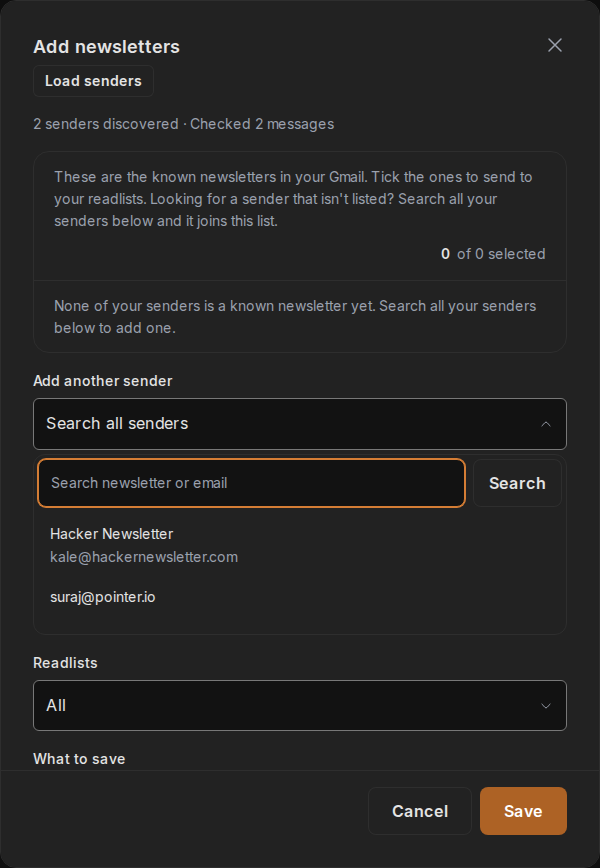 Add newsletters
Load senders
2 senders discovered · Checked 2 messages
These are the known newsletters in your Gmail. Tick the ones to send to
your readlists. Looking for a sender that isn't listed? Search all your
senders below and it joins this list.
0 of 0 selected
None of your senders is a known newsletter yet. Search all your senders
below to add one.
Add another sender
Search all senders
Search newsletter or email
Search
Hacker Newsletter
kale@hackernewsletter.com
suraj@pointer.io
Readlists
All
What to save
Cancel
Save